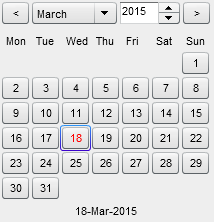 < March 2015 >
Mon Tue Wed Thu Fri Sat Sun
1
2 3 4 5 6 7 8
9 10 11 12 13 14 15
16 17 18 19 20 21 22
23 24 25 26 27 28 29
30 31
18-Mar-2015